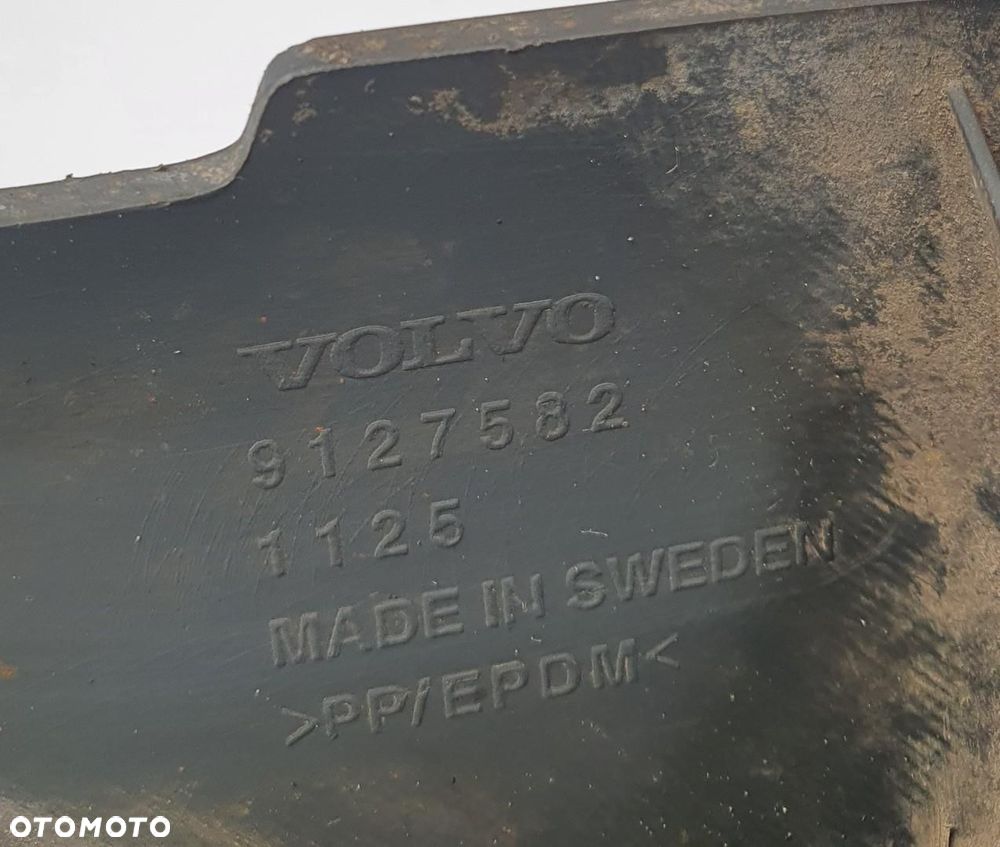 VOLVO
9127582
1125
MADE IN SWEDEN
>PP/EPDM<
OTOMOTO